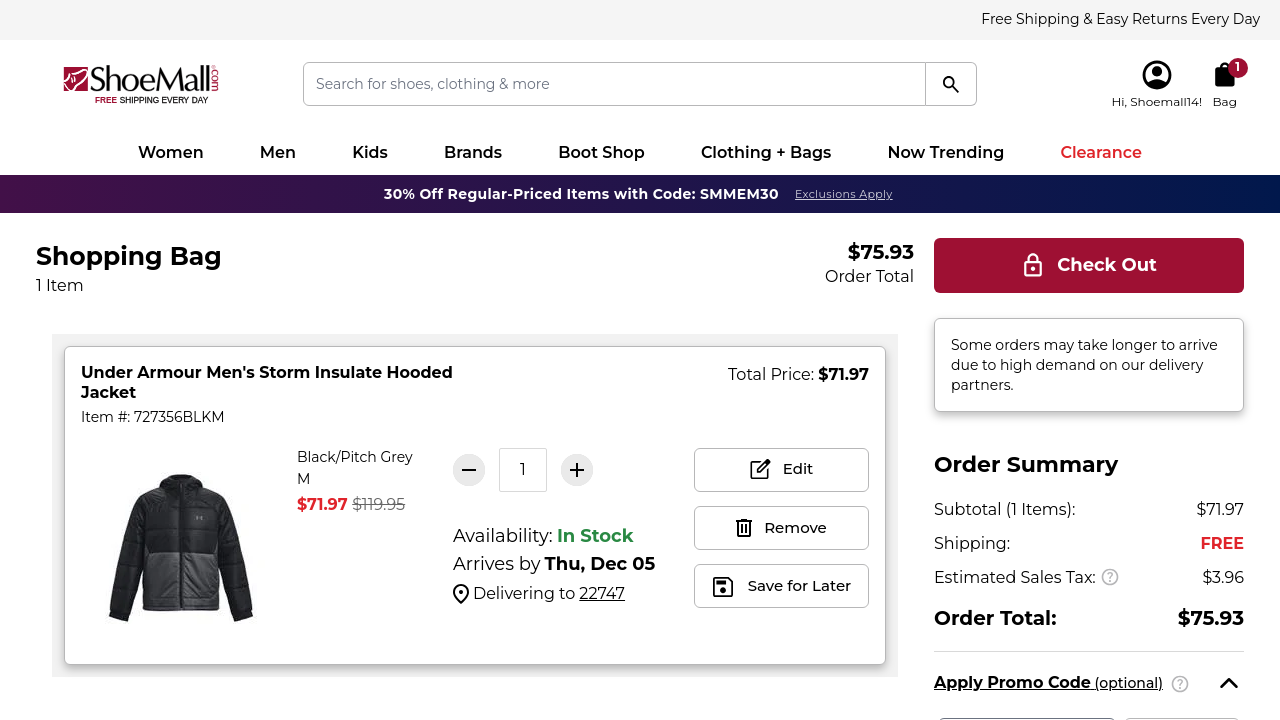 Free Shipping & Easy Returns Every Day
ShoeMall.com
FREE SHIPPING EVERY DAY
Search for shoes, clothing & more
1
Hi, Shoemall14!
Bag
Women
Men
Kids
Brands
Boot Shop
Clothing + Bags
Now Trending
Clearance
30% Off Regular-Priced Items with Code: SMMEM30 Exclusions Apply
Shopping Bag
1 Item
$75.93
Order Total
Check Out
Some orders may take longer to arrive
due to high demand on our delivery
partners.
Under Armour Men's Storm Insulate Hooded
Jacket
Item #: 727356BLKM
Total Price: $71.97
Black/Pitch Grey
M
$71.97 $119.95
1
Availability: In Stock
Arrives by Thu, Dec 05
Delivering to 22747
Edit
Remove
Save for Later
Order Summary
Subtotal (1 Items): $71.97
Shipping: FREE
Estimated Sales Tax: ? $3.96
Order Total: $75.93
Apply Promo Code (optional) ?